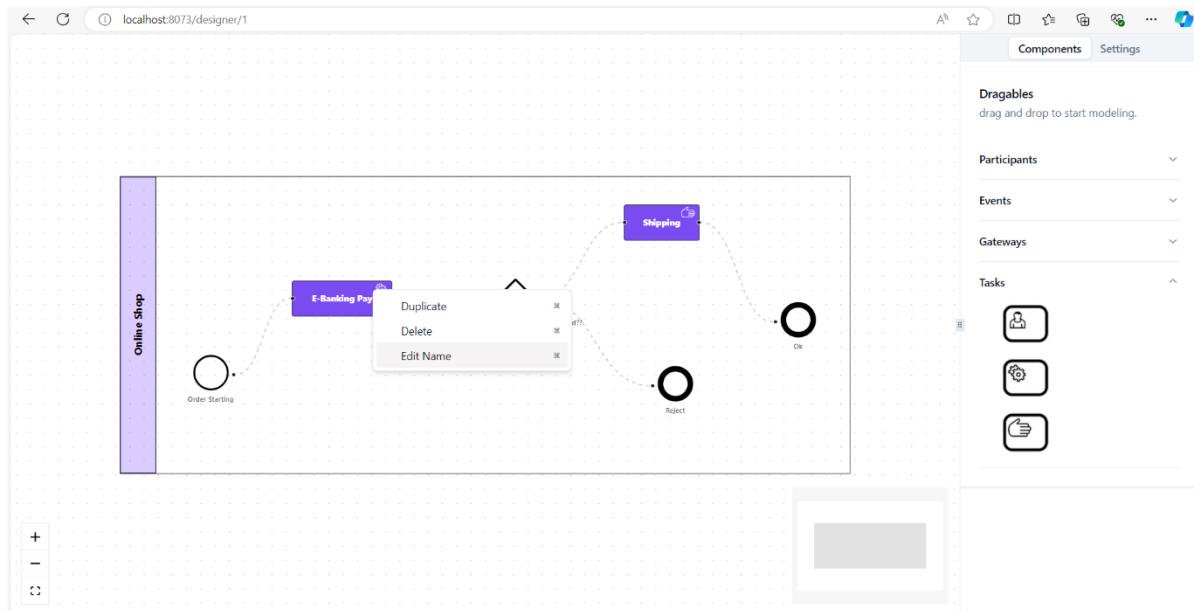 localhost:8073/designer/1
Components Settings
Dragables
drag and drop to start modeling.
Participants
Events
Gateways
Tasks
Online Shop
Shipping
E-Banking Pay
Duplicate ⌘
Delete ⌘
Edit Name ⌘
d??.
Ok
Order Starting
Reject